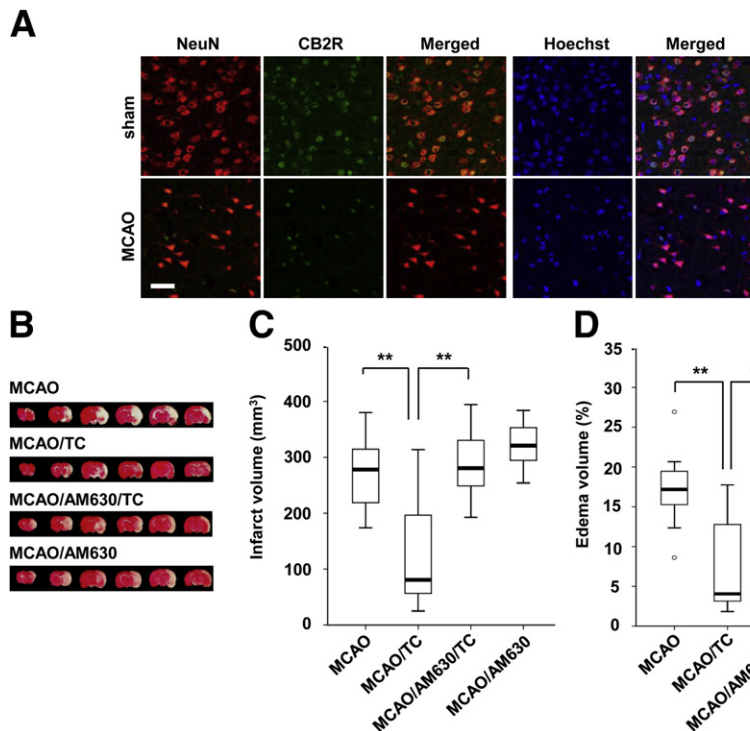 A
NeuN CB2R Merged Hoechst Merged
sham
MCAO
B
MCAO
MCAO/TC
MCAO/AM630/TC
MCAO/AM630
C
Infarct volume (mm³)
500
400
300
200
100
0
** **
MCAO
MCAO/TC
MCAO/AM630/TC
MCAO/AM630
D
Edema volume (%)
35
30
25
20
15
10
5
0
**
MCAO
MCAO/TC